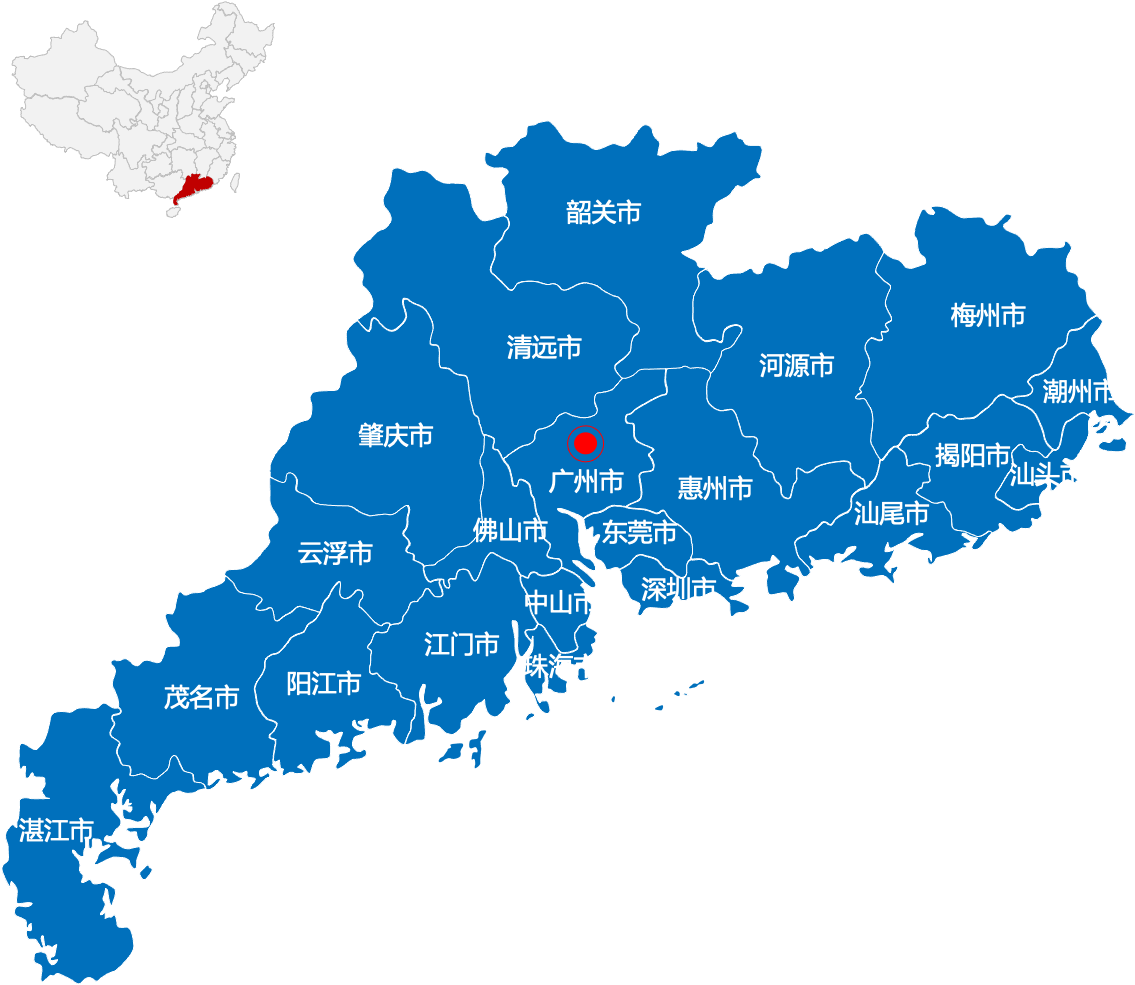 韶关市
梅州市
清远市
河源市
潮州市
肇庆市
揭阳市
汕头市
广州市
惠州市
汕尾市
佛山市
东莞市
云浮市
深圳市
中山市
江门市
珠海市
阳江市
茂名市
湛江市